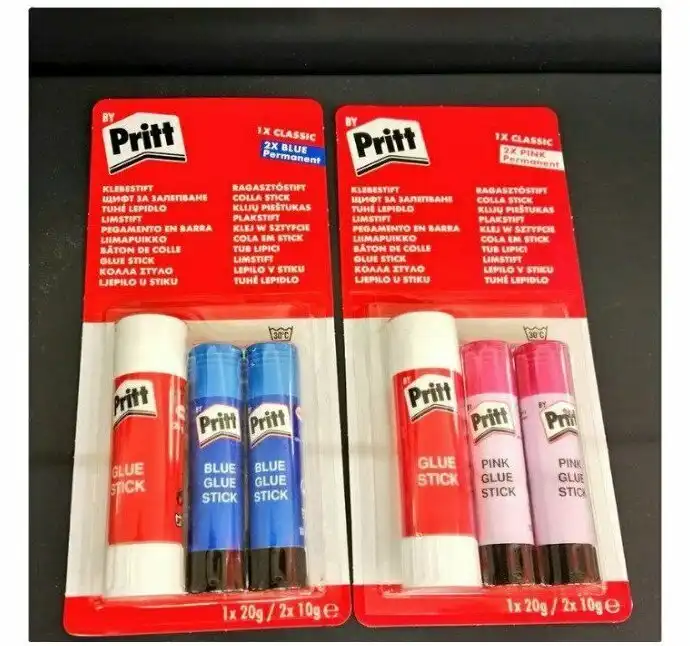 BY
Pritt
1X CLASSIC
2X BLUE
Permanent
KLEBESTIFT
ЩИФТ ЗА ЗАЛЕПВАНЕ
TUHÉ LEPIDLO
LIMSTIFT
PEGAMENTO EN BARRA
LIIMAPUIKKO
BÂTON DE COLLE
GLUE STICK
ΚΟΛΛΑ ΣΤΥΛΟ
LJEPILO U STIKU
RAGASZTÓSTIFT
COLLA STICK
KLIJŲ PIEŠTUKAS
PLAKSTIFT
KLEJ W SZTYFCIE
COLA EM STICK
TUB LIPICI
LIMSTIFT
LEPILO V STIKU
TUHÉ LEPIDLO
30°C
Pritt
GLUE
STICK
BY
Pritt
BLUE
GLUE
STICK
BY
Pritt
BLUE
GLUE
STICK
1x 20g / 2x 10g e
BY
Pritt
1X CLASSIC
2X PINK
Permanent
KLEBESTIFT
ЩИФТ ЗА ЗАЛЕПВАНЕ
TUHÉ LEPIDLO
LIMSTIFT
PEGAMENTO EN BARRA
LIIMAPUIKKO
BÂTON DE COLLE
GLUE STICK
ΚΟΛΛΑ ΣΤΥΛΟ
LJEPILO U STIKU
RAGASZTÓSTIFT
COLLA STICK
KLIJŲ PIEŠTUKAS
PLAKSTIFT
KLEJ W SZTYFCIE
COLA EM STICK
TUB LIPICI
LIMSTIFT
LEPILO V STIKU
TUHÉ LEPIDLO
30°C
BY
Pritt
GLUE
STICK
BY
Pritt
PINK
GLUE
STICK
BY
Pritt
PINK
GLUE
STICK
1x 20g / 2x 10g e